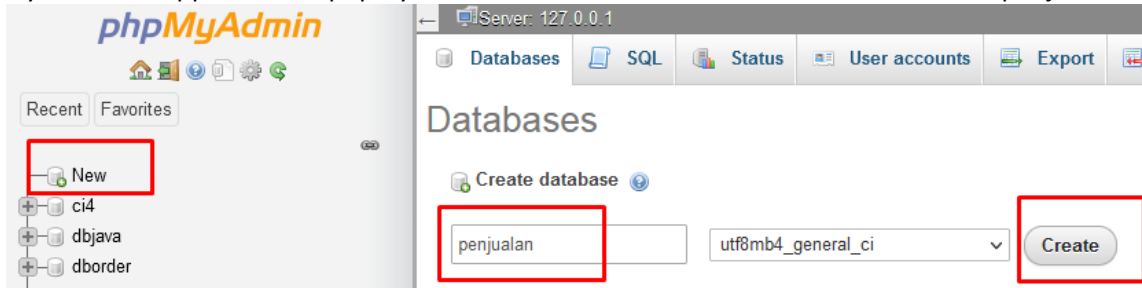 phpMyAdmin
Recent Favorites
New
ci4
dbjava
dborder
Server: 127.0.0.1
Databases SQL Status User accounts Export
Databases
Create database
penjualan utf8mb4_general_ci Create